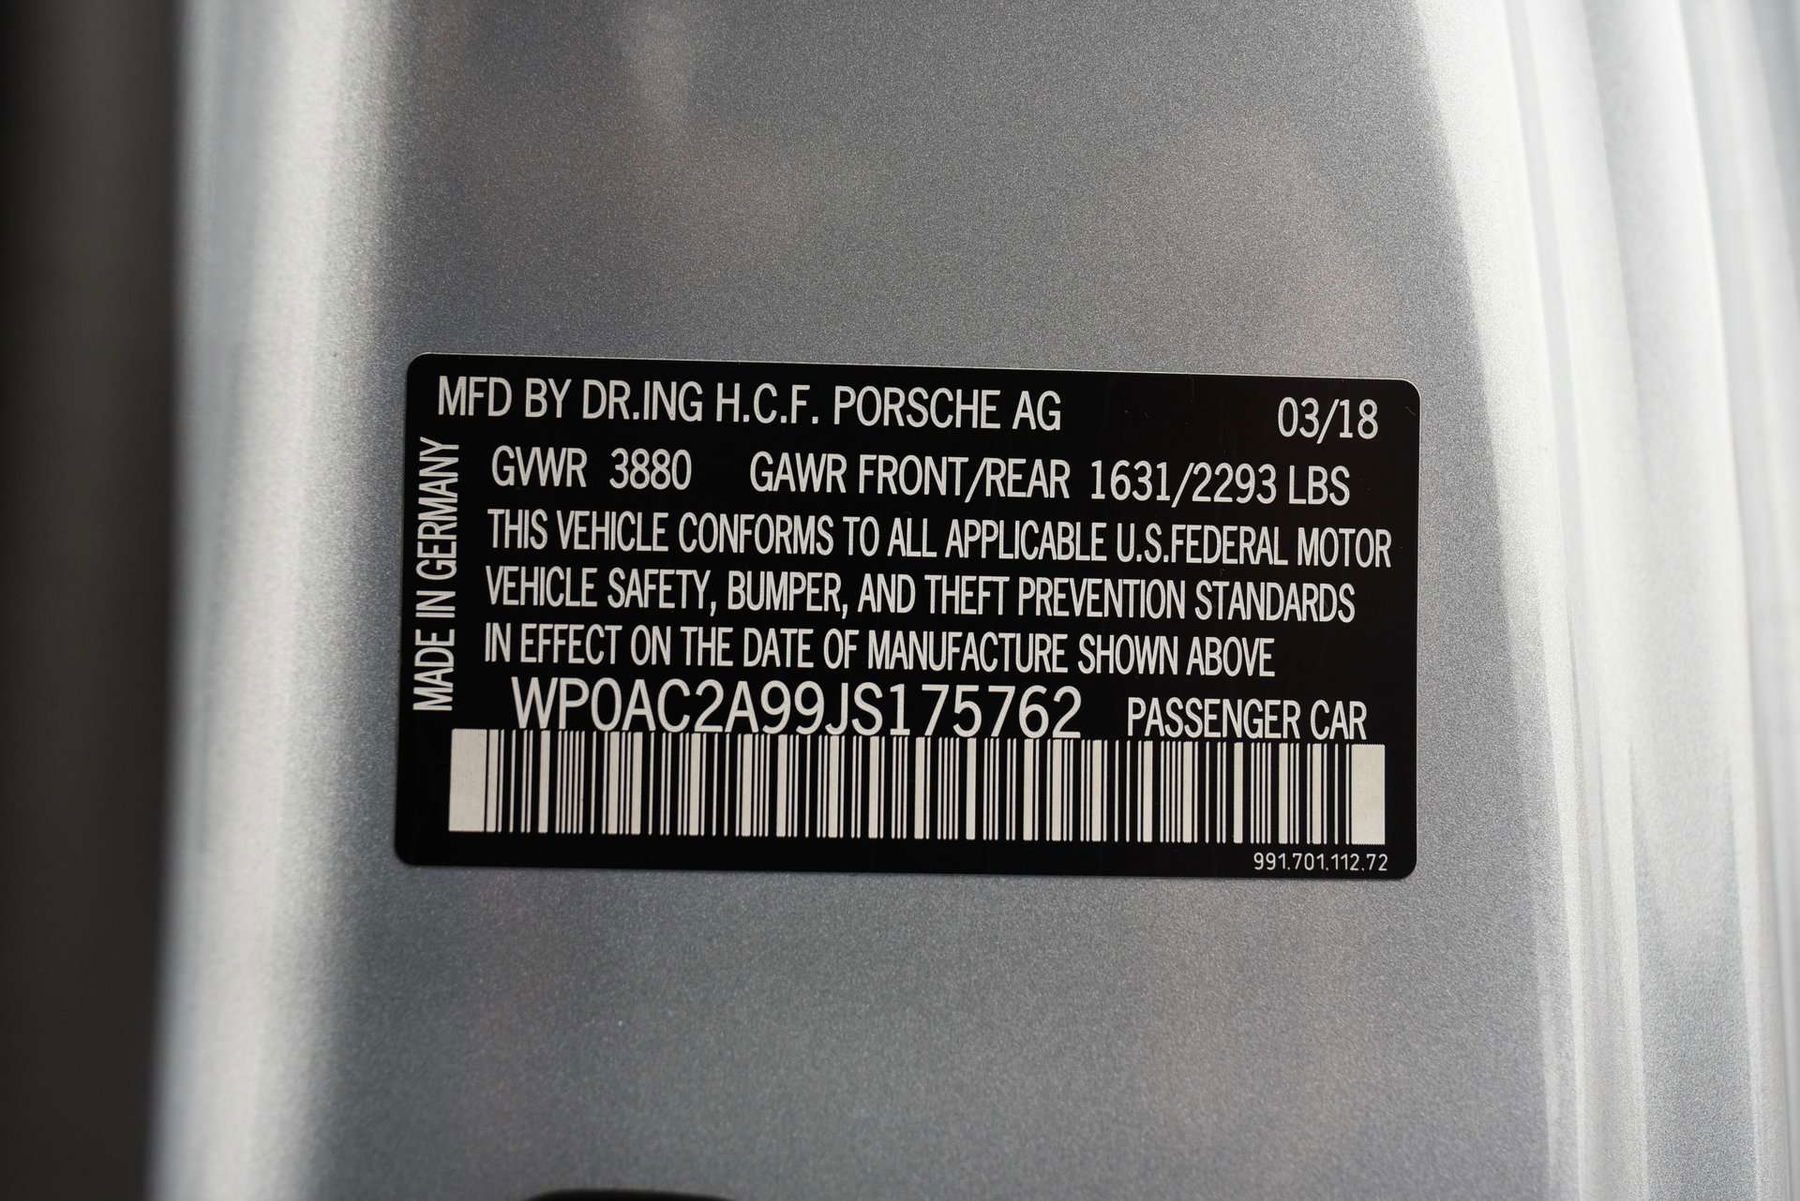 MFD BY DR.ING H.C.F. PORSCHE AG 03/18
MADE IN GERMANY
GVWR 3880 GAWR FRONT/REAR 1631/2293 LBS
THIS VEHICLE CONFORMS TO ALL APPLICABLE U.S.FEDERAL MOTOR
VEHICLE SAFETY, BUMPER, AND THEFT PREVENTION STANDARDS
IN EFFECT ON THE DATE OF MANUFACTURE SHOWN ABOVE
WP0AC2A99JS175762 PASSENGER CAR
991.701.112.72